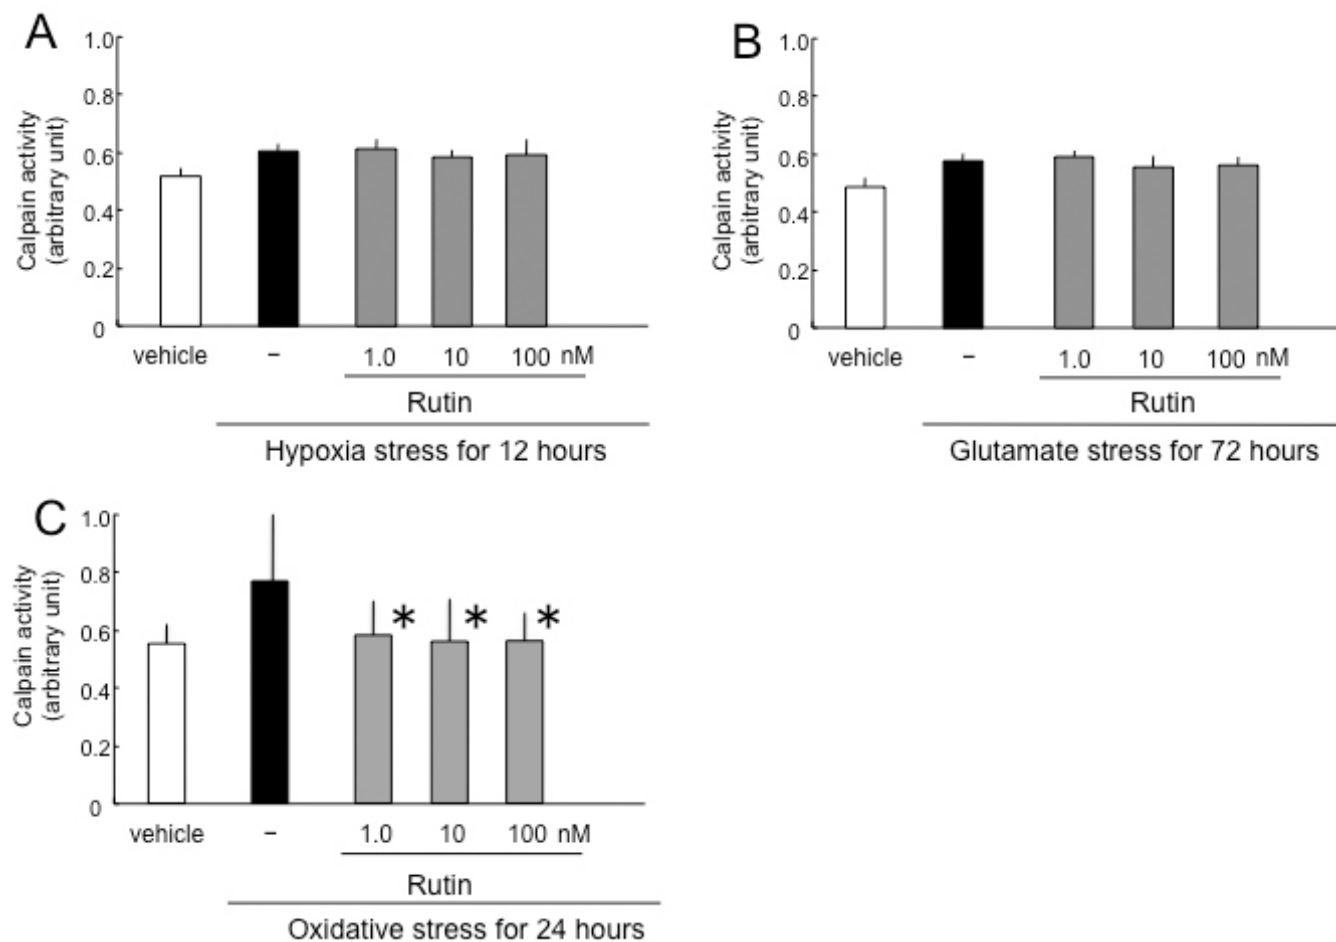 A
1.0
0.8
0.6
0.4
0.2
0
Calpain activity
(arbitrary unit)
vehicle – 1.0 10 100 nM
Rutin
Hypoxia stress for 12 hours
B
1.0
0.8
0.6
0.4
0.2
0
Calpain activity
(arbitrary unit)
vehicle – 1.0 10 100 nM
Rutin
Glutamate stress for 72 hours
C
1.0
0.8
0.6
0.4
0.2
0
Calpain activity
(arbitrary unit)
* * *
vehicle – 1.0 10 100 nM
Rutin
Oxidative stress for 24 hours